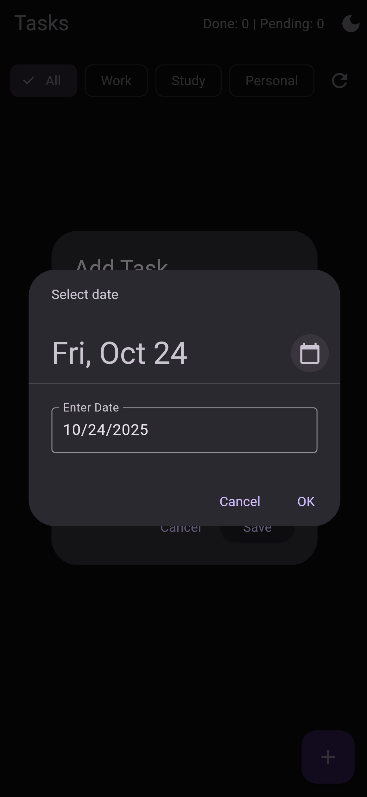 Tasks
Done: 0 | Pending: 0
All
Work
Study
Personal
Add Task
Select date
Fri, Oct 24
Enter Date
10/24/2025
Cancel
OK
Cancel
Save